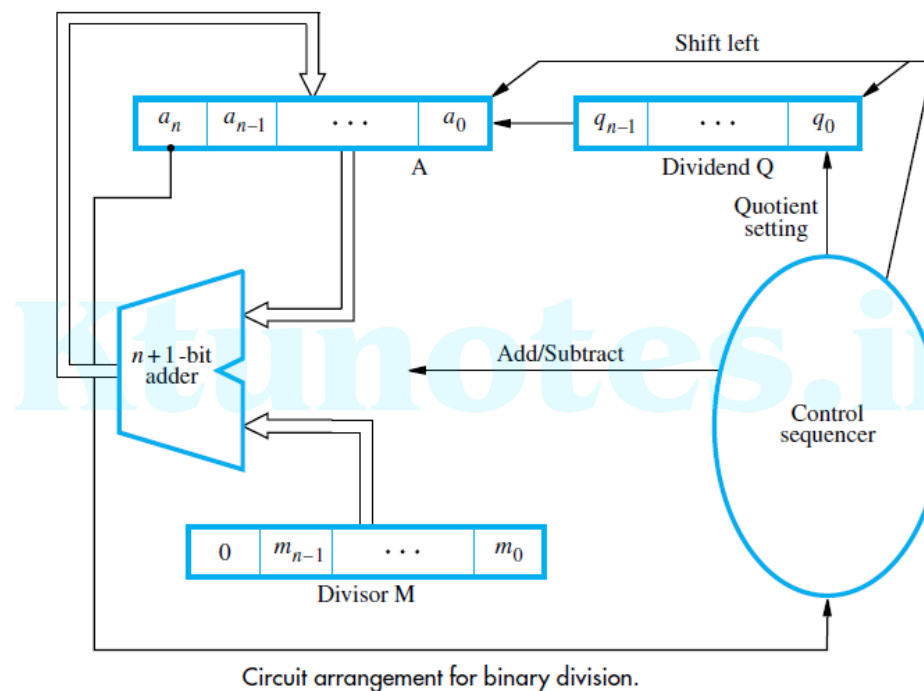 Shift left
aₙ aₙ₋₁ ··· a₀
qₙ₋₁ ··· q₀
A
Dividend Q
Quotient
setting
n + 1-bit
adder
Add/Subtract
Control
sequencer
0 mₙ₋₁ ··· m₀
Divisor M
Circuit arrangement for binary division.
Ktunotes.in